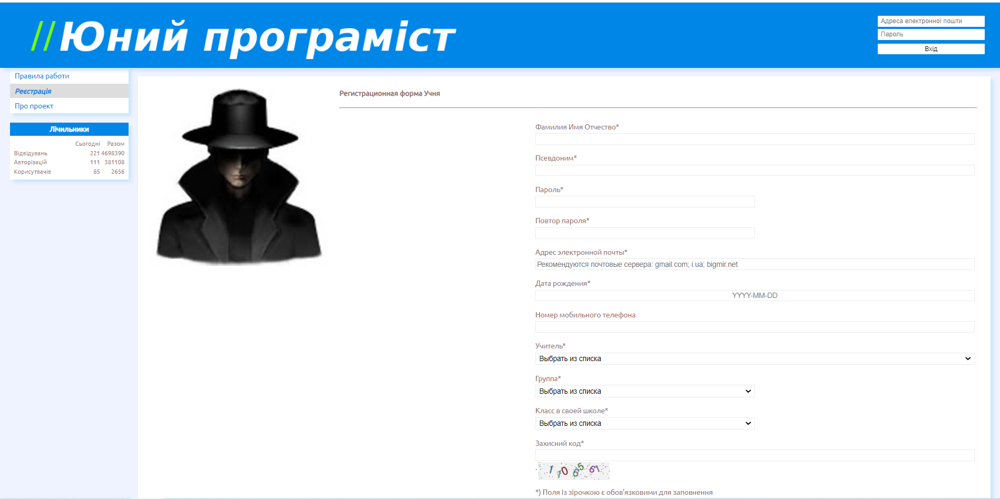 //Юний програміст
Адреса електронної пошти
Пароль
Вхід
Правила работи
Реєстрація
Про проект
Лічильники
Сьогодні Разом
Відвідувань 221 4698390
Авторізацій 111 381108
Користувачів 85 2656
Регистрационная форма Учня
Фамилия Имя Отчество*
Псевдоним*
Пароль*
Повтор пароля*
Адрес электронной почты*
Рекомендуются почтовые сервера: gmail.com; i.ua; bigmir.net
Дата рождения*
YYYY-MM-DD
Номер мобильного телефона
Учитель*
Выбрать из списка
Группа*
Выбрать из списка
Класс в своей школе*
Выбрать из списка
Захисний код*
*) Поля із зірочкою є обов'язковими для заповнення